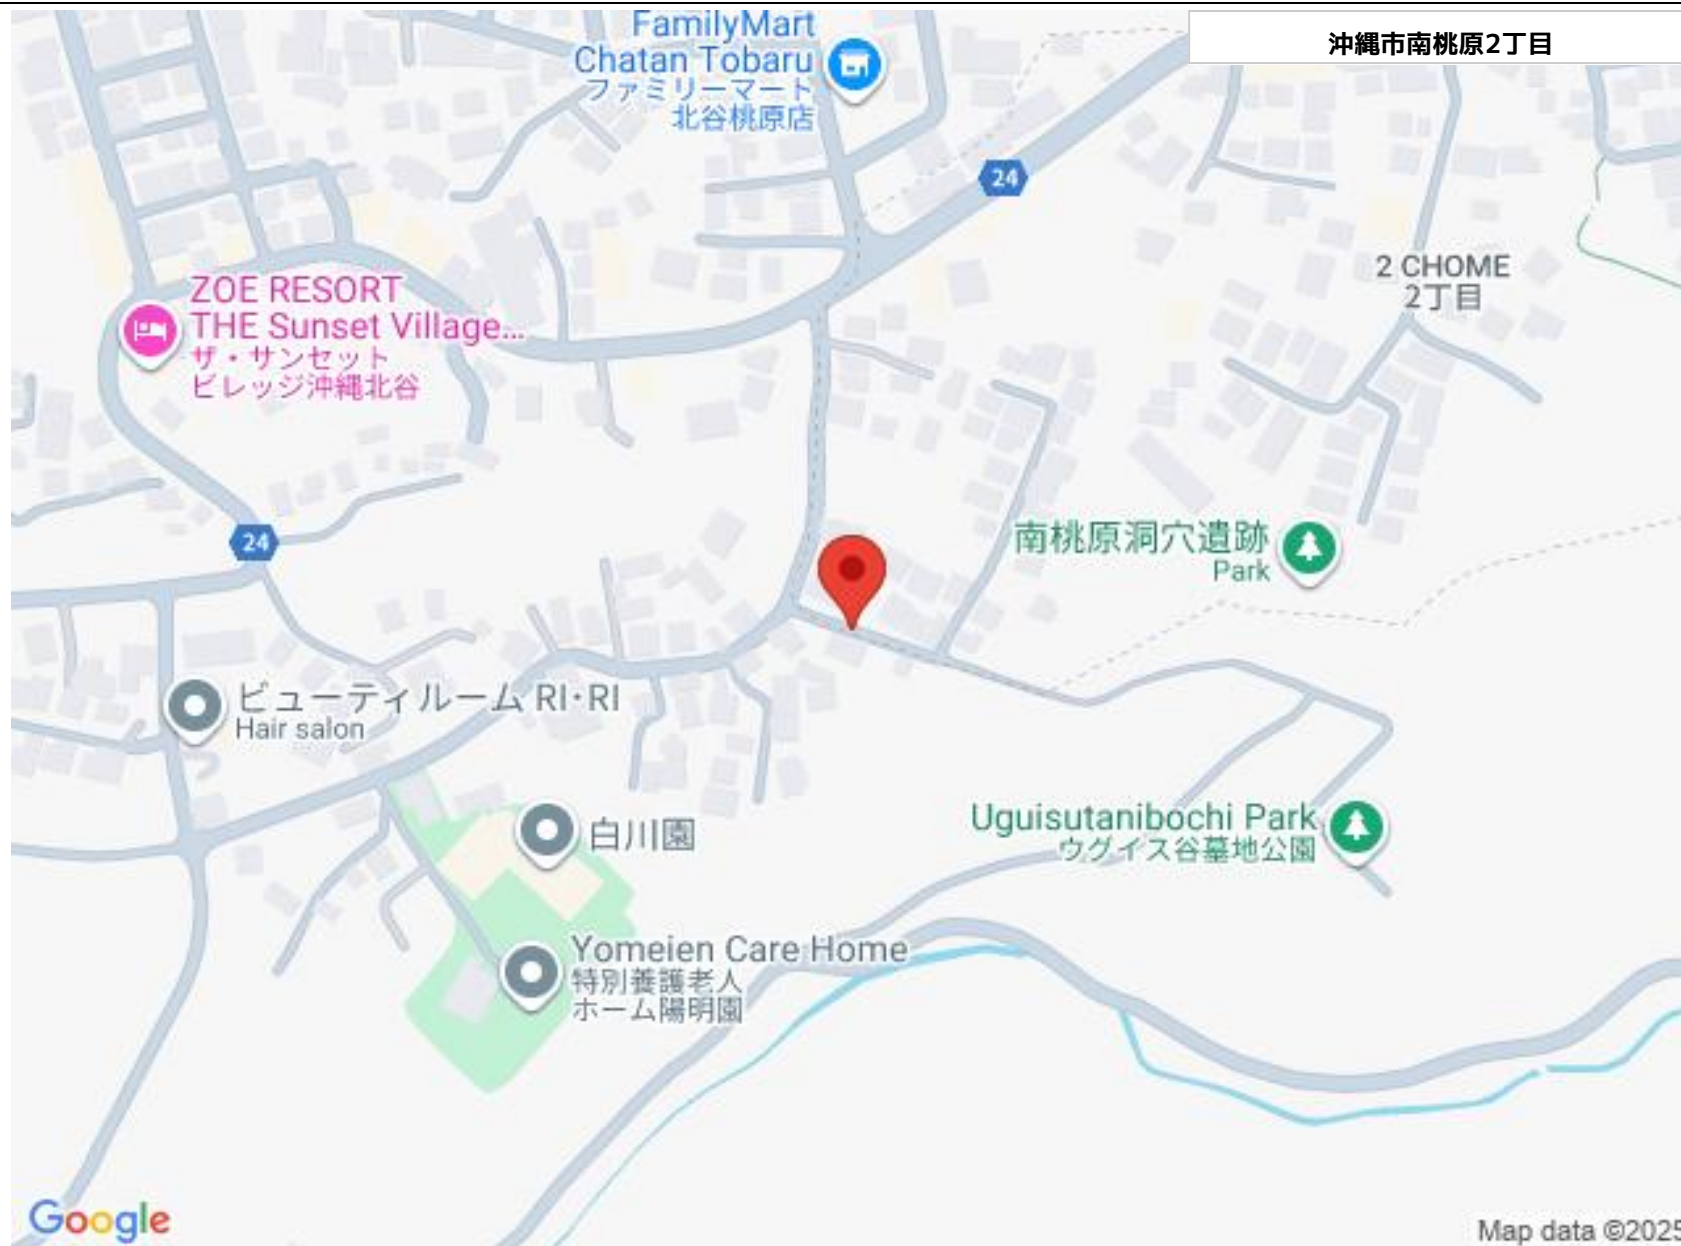 沖縄市南桃原2丁目
FamilyMart
Chatan Tobaru
ファミリーマート
北谷桃原店
24
2 CHOME
2丁目
ZOE RESORT
THE Sunset Village...
ザ・サンセット
ビレッジ沖縄北谷
24
南桃原洞穴遺跡
Park
ビューティルーム RI･RI
Hair salon
白川園
Uguisutanibochi Park
ウグイス谷墓地公園
Yomeien Care Home
特別養護老人
ホーム陽明園
Google
Map data ©2025